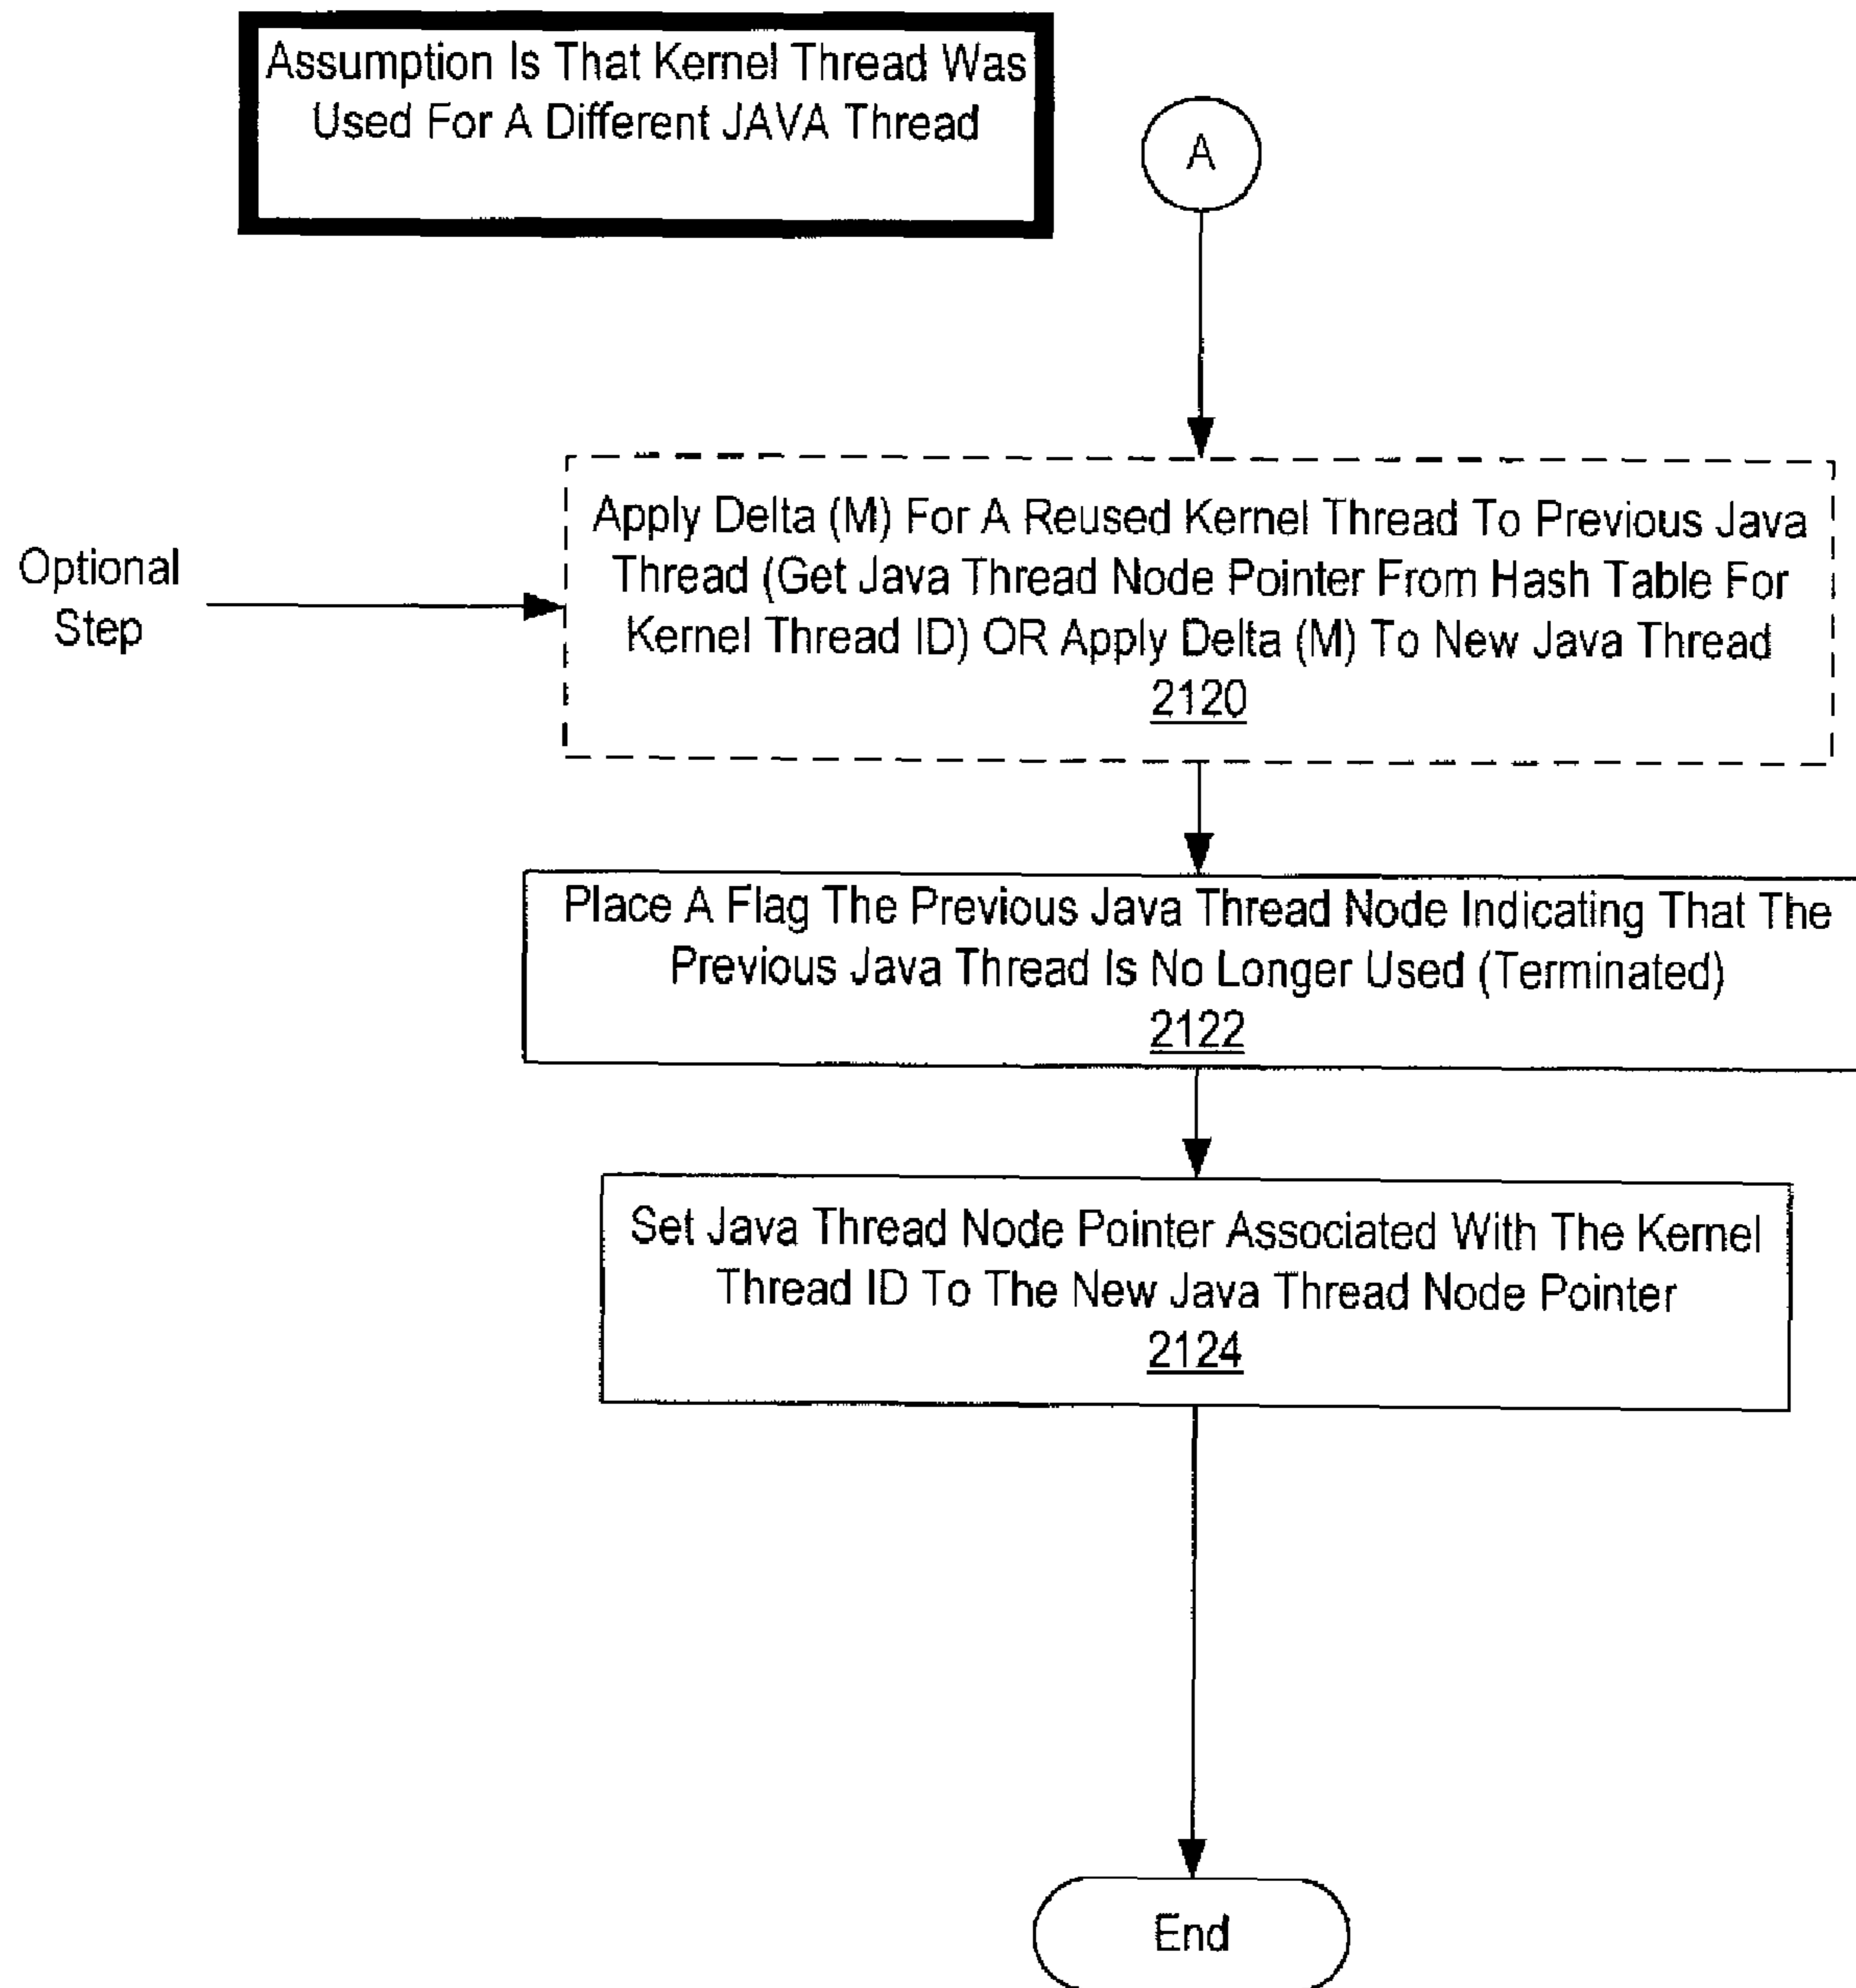 Assumption Is That Kernel Thread Was
Used For A Different JAVA Thread
A
Optional
Step
Apply Delta (M) For A Reused Kernel Thread To Previous Java
Thread (Get Java Thread Node Pointer From Hash Table For
Kernel Thread ID) OR Apply Delta (M) To New Java Thread
2120
Place A Flag The Previous Java Thread Node Indicating That The
Previous Java Thread Is No Longer Used (Terminated)
2122
Set Java Thread Node Pointer Associated With The Kernel
Thread ID To The New Java Thread Node Pointer
2124
End